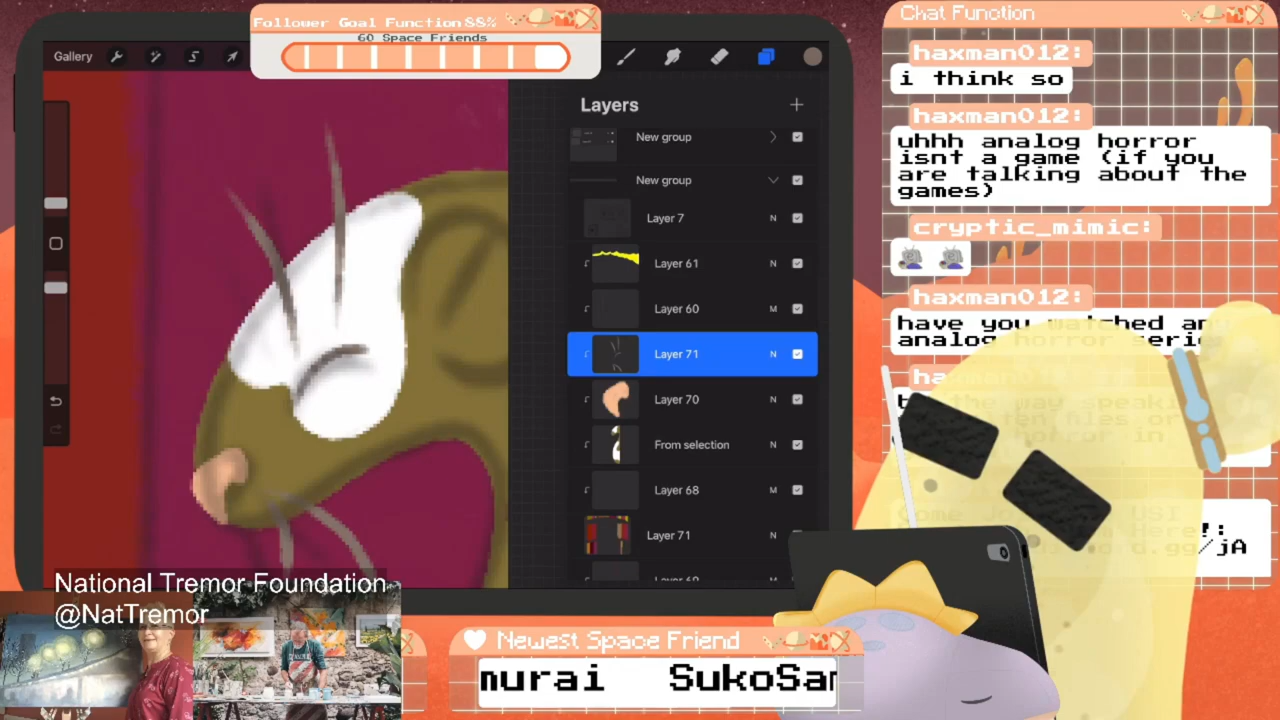 Follower Goal Function 88%
60 Space Friends
Gallery
Layers
New group
New group
Layer 7 N
Layer 61 N
Layer 60 M
Layer 71 N
Layer 70 N
From selection N
Layer 68 M
Layer 71 N
Chat Function
haxman012:
i think so
haxman012:
uhhh analog horror
isnt a game (if you
are talking about the
games)
cryptic_mimic:
haxman012:
have you watched
analog horror
National Tremor Foundation
@NatTremor
Newest Space Friend
murai SukoSam